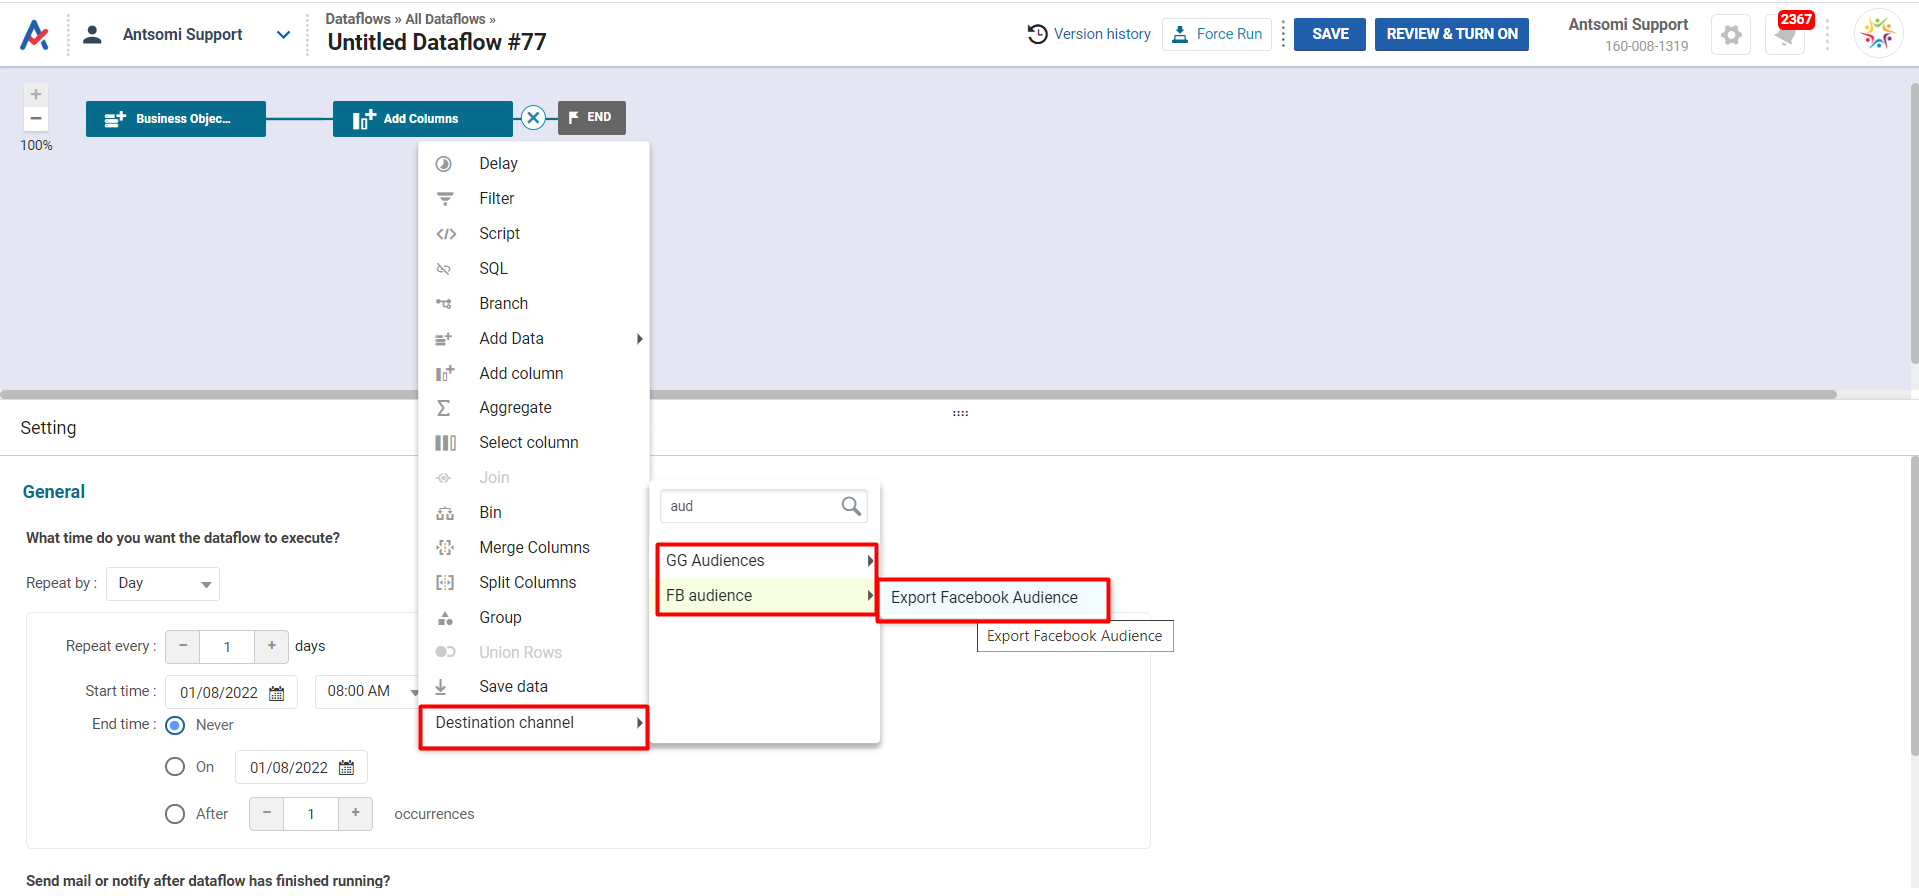 Antsomi Support
Dataflows » All Dataflows »
Untitled Dataflow #77
Version history
Force Run
SAVE
REVIEW & TURN ON
Antsomi Support
160-008-1319
2367
+
−
100%
Business Objec...
Add Columns
END
Delay
Filter
Script
SQL
Branch
Add Data
Add column
Aggregate
Select column
Join
Bin
Merge Columns
Split Columns
Group
Union Rows
Save data
Destination channel
aud
GG Audiences
FB audience
Export Facebook Audience
Export Facebook Audience
Setting
General
What time do you want the dataflow to execute?
Repeat by : Day
Repeat every : − 1 + days
Start time : 01/08/2022 08:00 AM
End time : Never
On 01/08/2022
After − 1 + occurrences
Send mail or notify after dataflow has finished running?